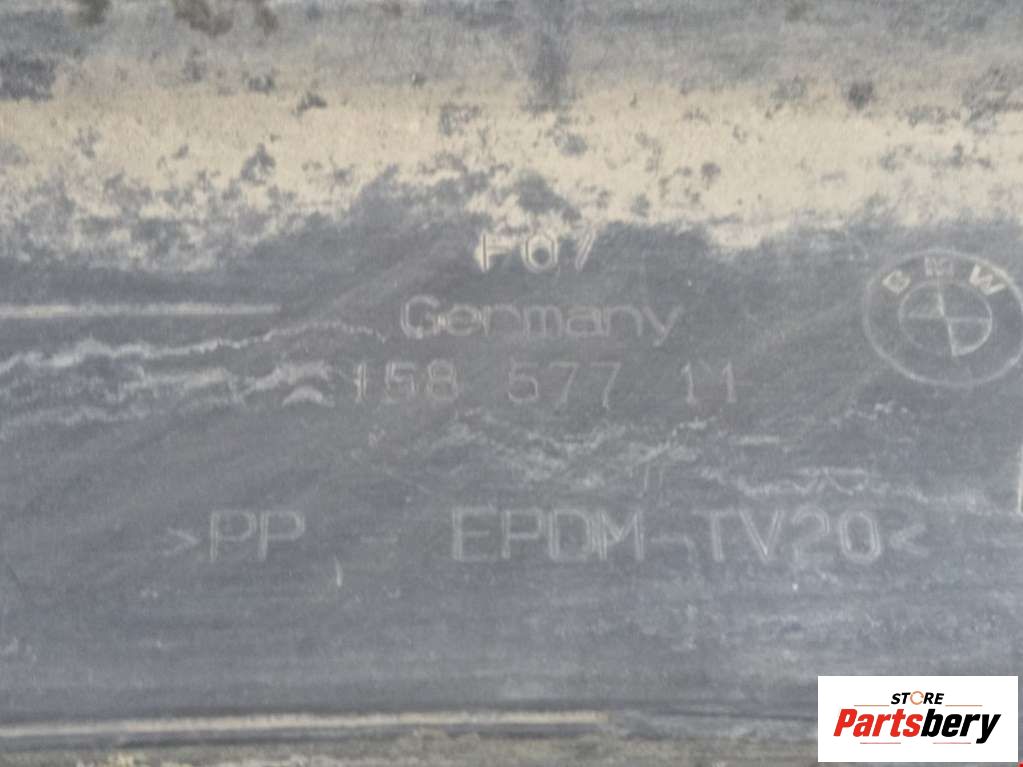 F07
Germany
158 577 11
BMW
>PP - EPDM-TV20<
STORE
Partsbery